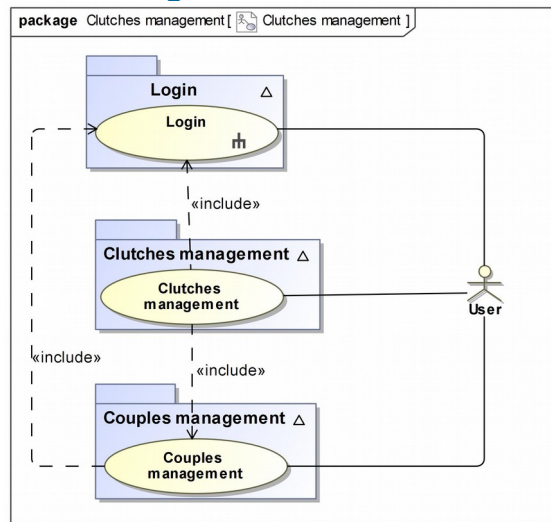 package Clutches management [ Clutches management ]
Login
Login
«include»
Clutches management
Clutches
management
User
«include»
«include»
Couples management
Couples
management